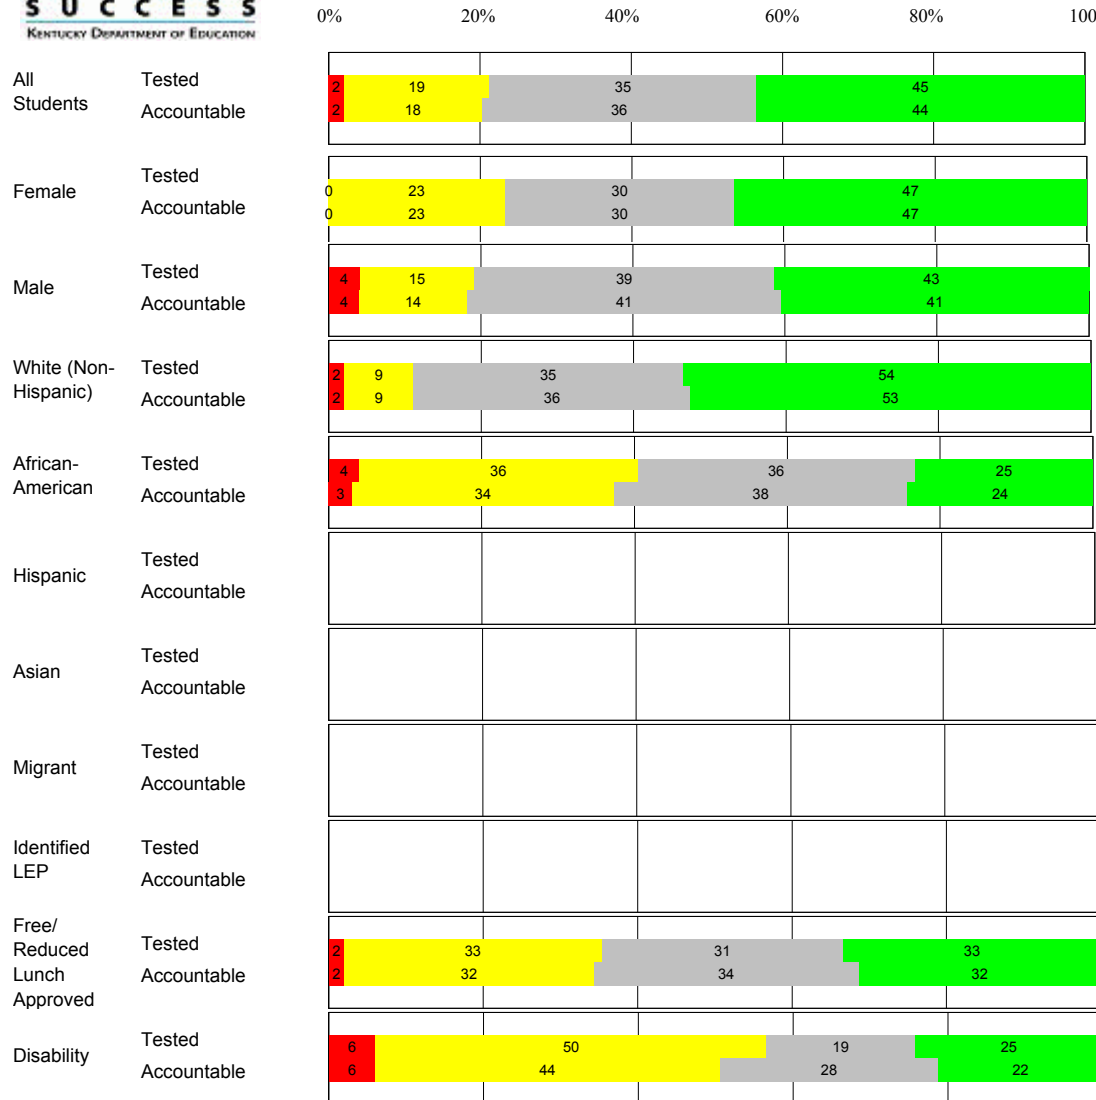 SUCCESS
KENTUCKY DEPARTMENT OF EDUCATION
0% 20% 40% 60% 80% 100
All
Students
Tested 2 19 35 45
Accountable 2 18 36 44
Female
Tested 0 23 30 47
Accountable 0 23 30 47
Male
Tested 4 15 39 43
Accountable 4 14 41 41
White (Non-
Hispanic)
Tested 2 9 35 54
Accountable 2 9 36 53
African-
American
Tested 4 36 36 25
Accountable 3 34 38 24
Hispanic
Tested
Accountable
Asian
Tested
Accountable
Migrant
Tested
Accountable
Identified
LEP
Tested
Accountable
Free/
Reduced
Lunch
Approved
Tested 2 33 31 33
Accountable 2 32 34 32
Disability
Tested 6 50 19 25
Accountable 6 44 28 22